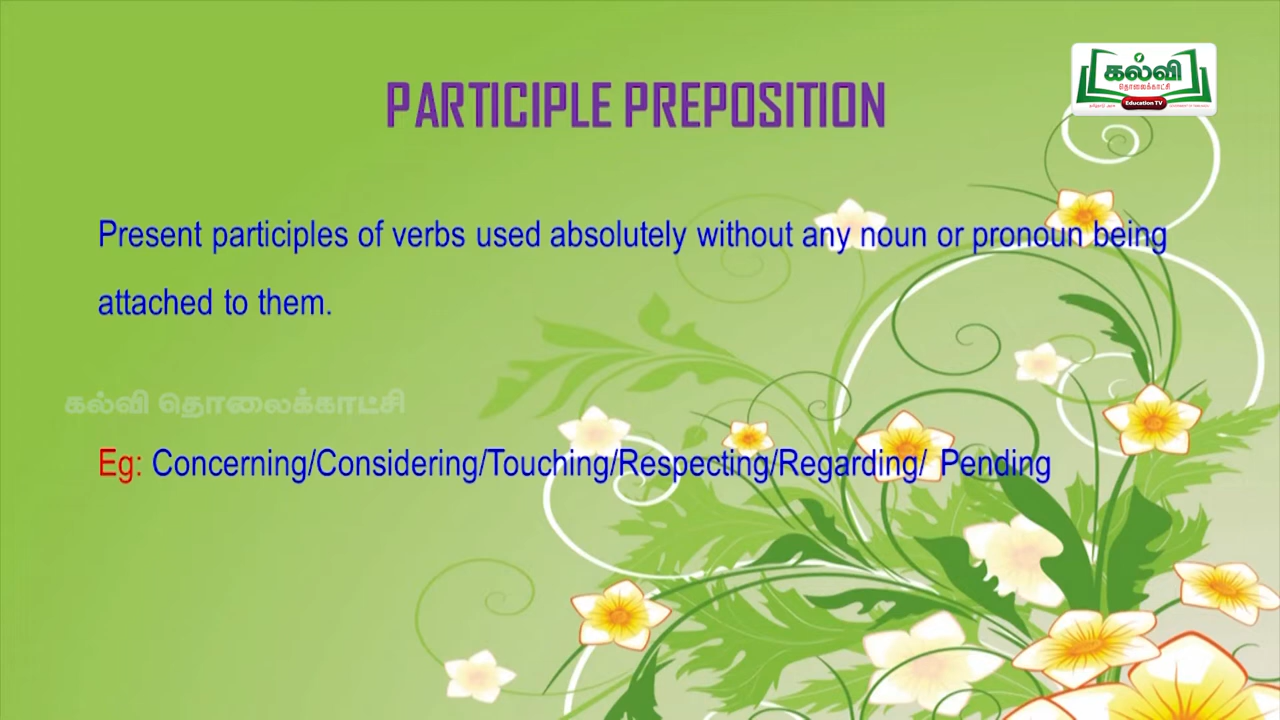 PARTICIPLE PREPOSITION
கல்வி
தொலைக்காட்சி
Education TV
Present participles of verbs used absolutely without any noun or pronoun being
attached to them.
கல்வி தொலைக்காட்சி
Eg: Concerning/Considering/Touching/Respecting/Regarding/ Pending